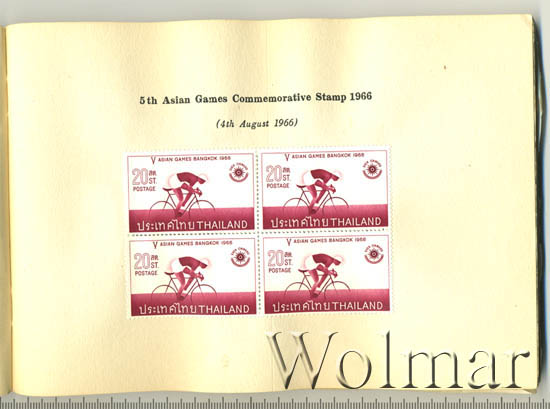 5th Asian Games Commemorative Stamp 1966
(4th August 1966)
V ASIAN GAMES BANGKOK 1966
20 สต.
ST.
POSTAGE
ประเทศไทย THAILAND
V ASIAN GAMES BANGKOK 1966
20 สต.
ST.
POSTAGE
ประเทศไทย THAILAND
V ASIAN GAMES BANGKOK 1966
20 สต.
ST.
POSTAGE
ประเทศไทย THAILAND
V ASIAN GAMES BANGKOK 1966
20 สต.
ST.
POSTAGE
ประเทศไทย THAILAND
Wolmar